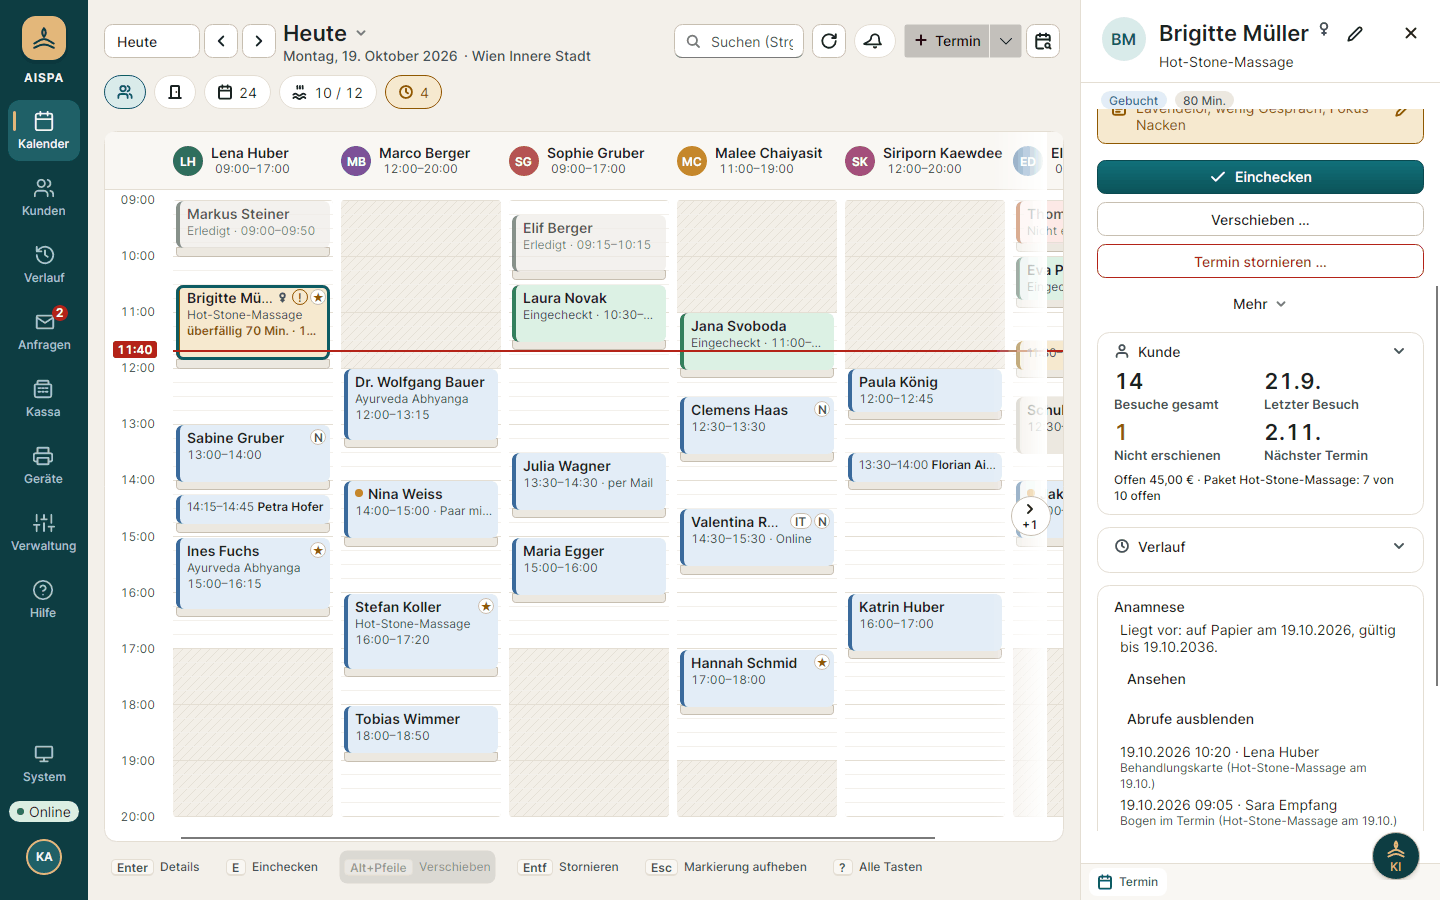 AISPA
Kalender
Kunden
Verlauf
2
Anfragen
Kassa
Geräte
Verwaltung
Hilfe
System
Online
KA
Heute
Heute
Montag, 19. Oktober 2026 · Wien Innere Stadt
Suchen (Strg
Termin
24
10 / 12
4
LH Lena Huber
09:00–17:00
MB Marco Berger
12:00–20:00
SG Sophie Gruber
09:00–17:00
MC Malee Chaiyasit
11:00–19:00
SK Siriporn Kaewdee
12:00–20:00
ED El
0
09:00
10:00
11:00
11:40
12:00
13:00
14:00
15:00
16:00
17:00
18:00
19:00
20:00
Markus Steiner
Erledigt · 09:00–09:50
Brigitte Mü... !
Hot-Stone-Massage
überfällig 70 Min. · 1...
Sabine Gruber N
13:00–14:00
14:15–14:45 Petra Hofer
Ines Fuchs
Ayurveda Abhyanga
15:00–16:15
Dr. Wolfgang Bauer
Ayurveda Abhyanga
12:00–13:15
Nina Weiss
14:00–15:00 · Paar mi...
Stefan Koller
Hot-Stone-Massage
16:00–17:20
Tobias Wimmer
18:00–18:50
Elif Berger
Erledigt · 09:15–10:15
Laura Novak
Eingecheckt · 10:30–...
Julia Wagner
13:30–14:30 · per Mail
Maria Egger
15:00–16:00
Jana Svoboda
Eingecheckt · 11:00–...
Clemens Haas N
12:30–13:30
Valentina R... IT N
14:30–15:30 · Online
Hannah Schmid
17:00–18:00
Paula König
12:00–12:45
13:30–14:00 Florian Ai...
Katrin Huber
16:00–17:00
Thom
Nicht e
Eva P
Eingec
Schul
12:30–
+1
Enter Details
E Einchecken
Alt+Pfeile Verschieben
Entf Stornieren
Esc Markierung aufheben
? Alle Tasten
BM
Brigitte Müller ♀
Hot-Stone-Massage
Gebucht
80 Min.
Lavendelöl, wenig Gespräch, Fokus
Nacken
Einchecken
Verschieben ...
Termin stornieren ...
Mehr
Kunde
14
Besuche gesamt
21.9.
Letzter Besuch
1
Nicht erschienen
2.11.
Nächster Termin
Offen 45,00 € · Paket Hot-Stone-Massage: 7 von
10 offen
Verlauf
Anamnese
Liegt vor: auf Papier am 19.10.2026, gültig
bis 19.10.2036.
Ansehen
Abrufe ausblenden
19.10.2026 10:20 · Lena Huber
Behandlungskarte (Hot-Stone-Massage am
19.10.)
19.10.2026 09:05 · Sara Empfang
Bogen im Termin (Hot-Stone-Massage am 19.10.)
KI
Termin